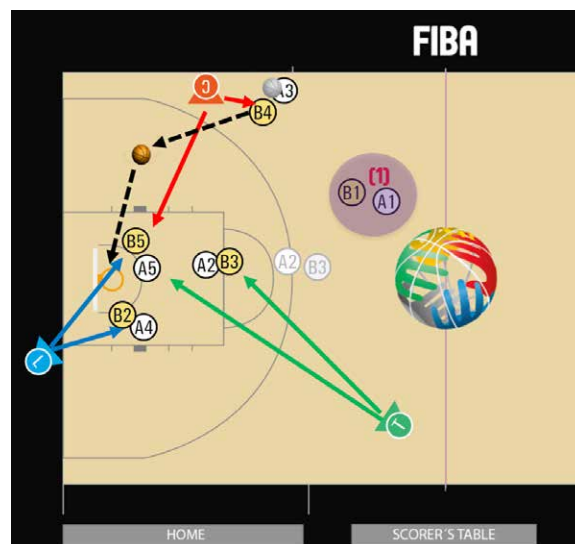 FIBA
C
A3
B4
(1)
B1
A1
B5
A5
A2
B3
A2
B3
B2
A4
L
T
HOME
SCORER´S TABLE